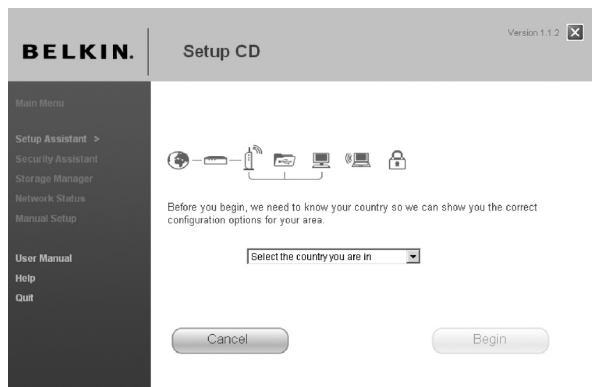 BELKIN.
Setup CD
Version 1.1.2
Main Menu
Setup Assistant >
Security Assistant
Storage Manager
Network Status
Manual Setup
User Manual
Help
Quit
Before you begin, we need to know your country so we can show you the correct
configuration options for your area.
Select the country you are in
Cancel
Begin